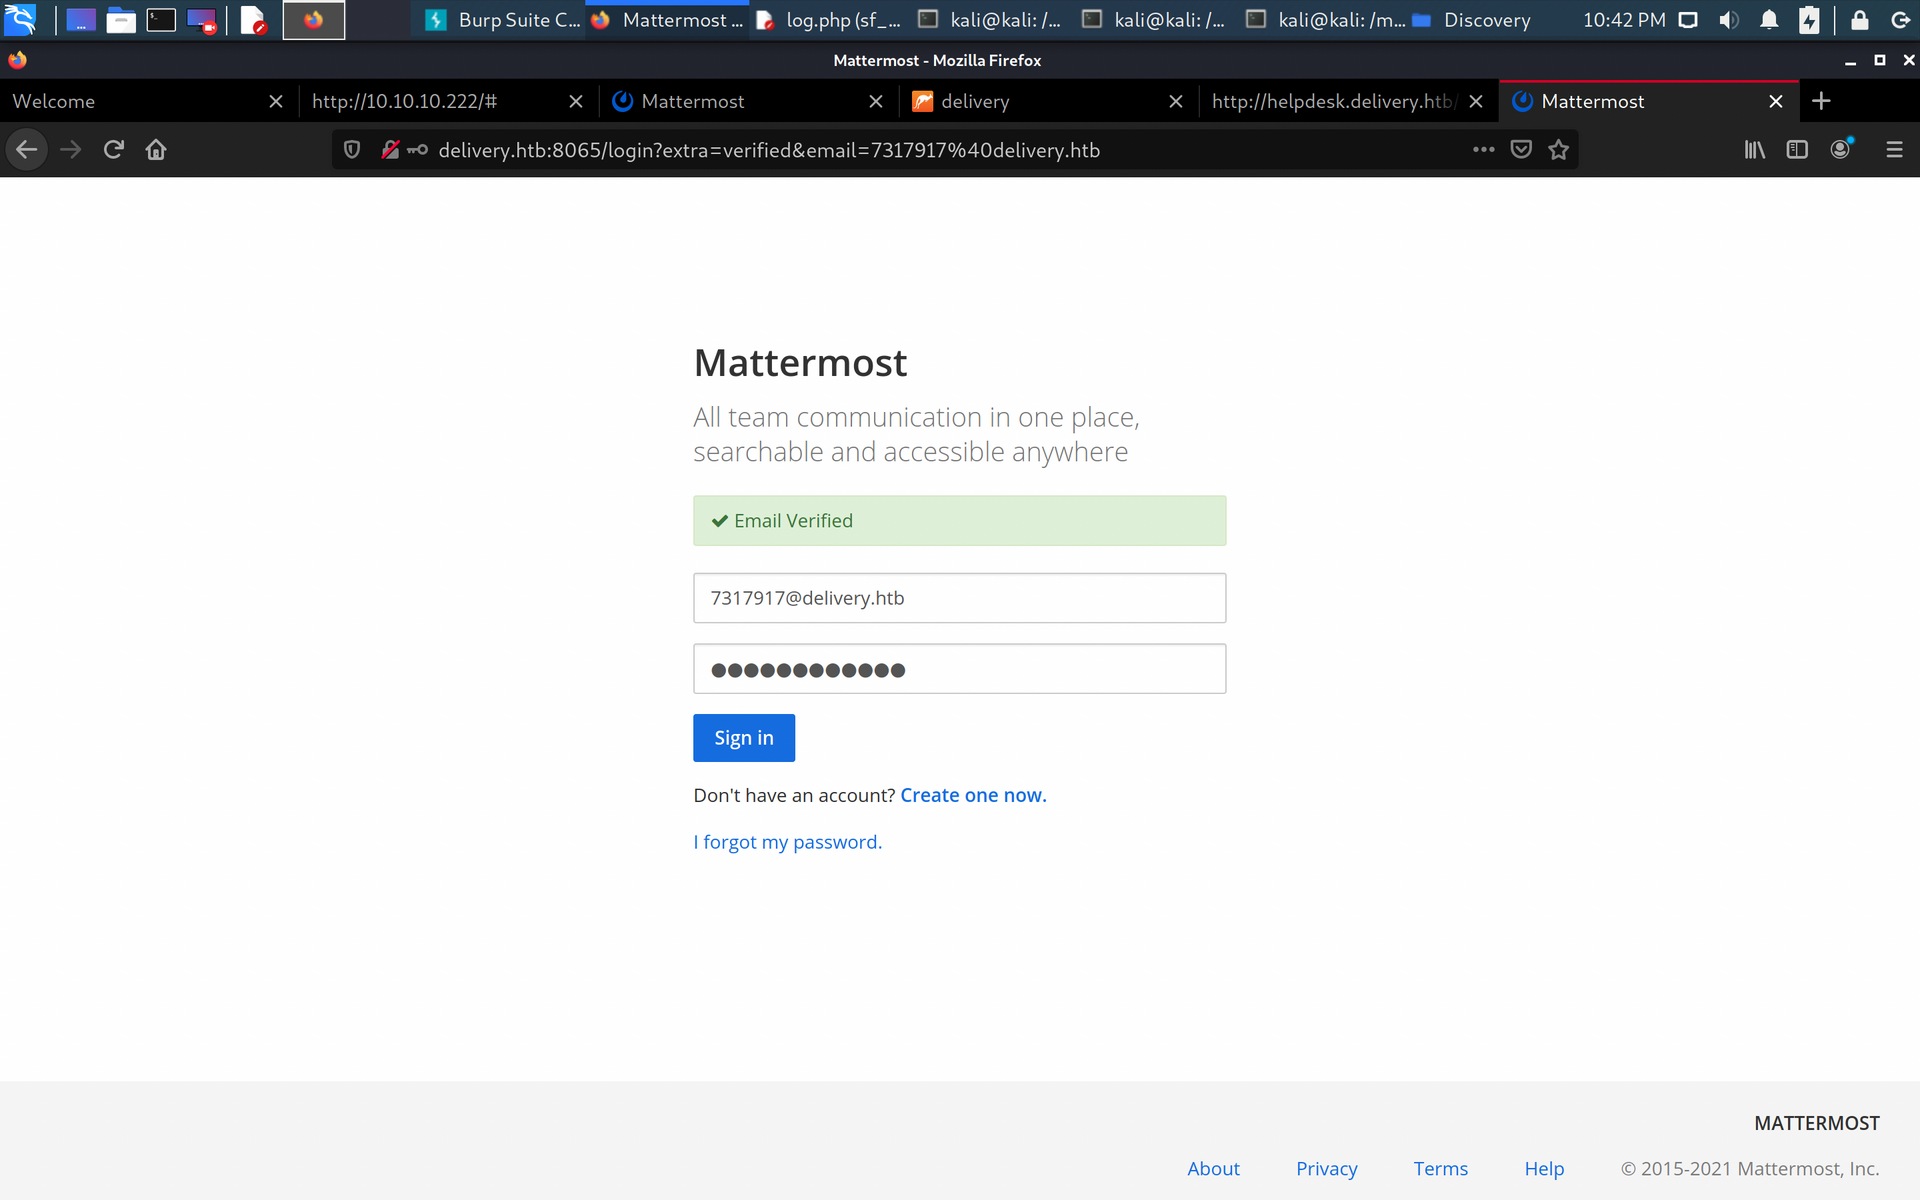 Burp Suite C...
Mattermost ...
log.php (sf_...
kali@kali: /...
kali@kali: /...
kali@kali: /m...
Discovery
10:42 PM
Mattermost - Mozilla Firefox
Welcome
http://10.10.10.222/#
Mattermost
delivery
http://helpdesk.delivery.htb/
Mattermost
delivery.htb:8065/login?extra=verified&email=7317917%40delivery.htb
Mattermost
All team communication in one place,
searchable and accessible anywhere
Email Verified
7317917@delivery.htb
●●●●●●●●●●●●
Sign in
Don't have an account? Create one now.
I forgot my password.
MATTERMOST
About Privacy Terms Help © 2015-2021 Mattermost, Inc.